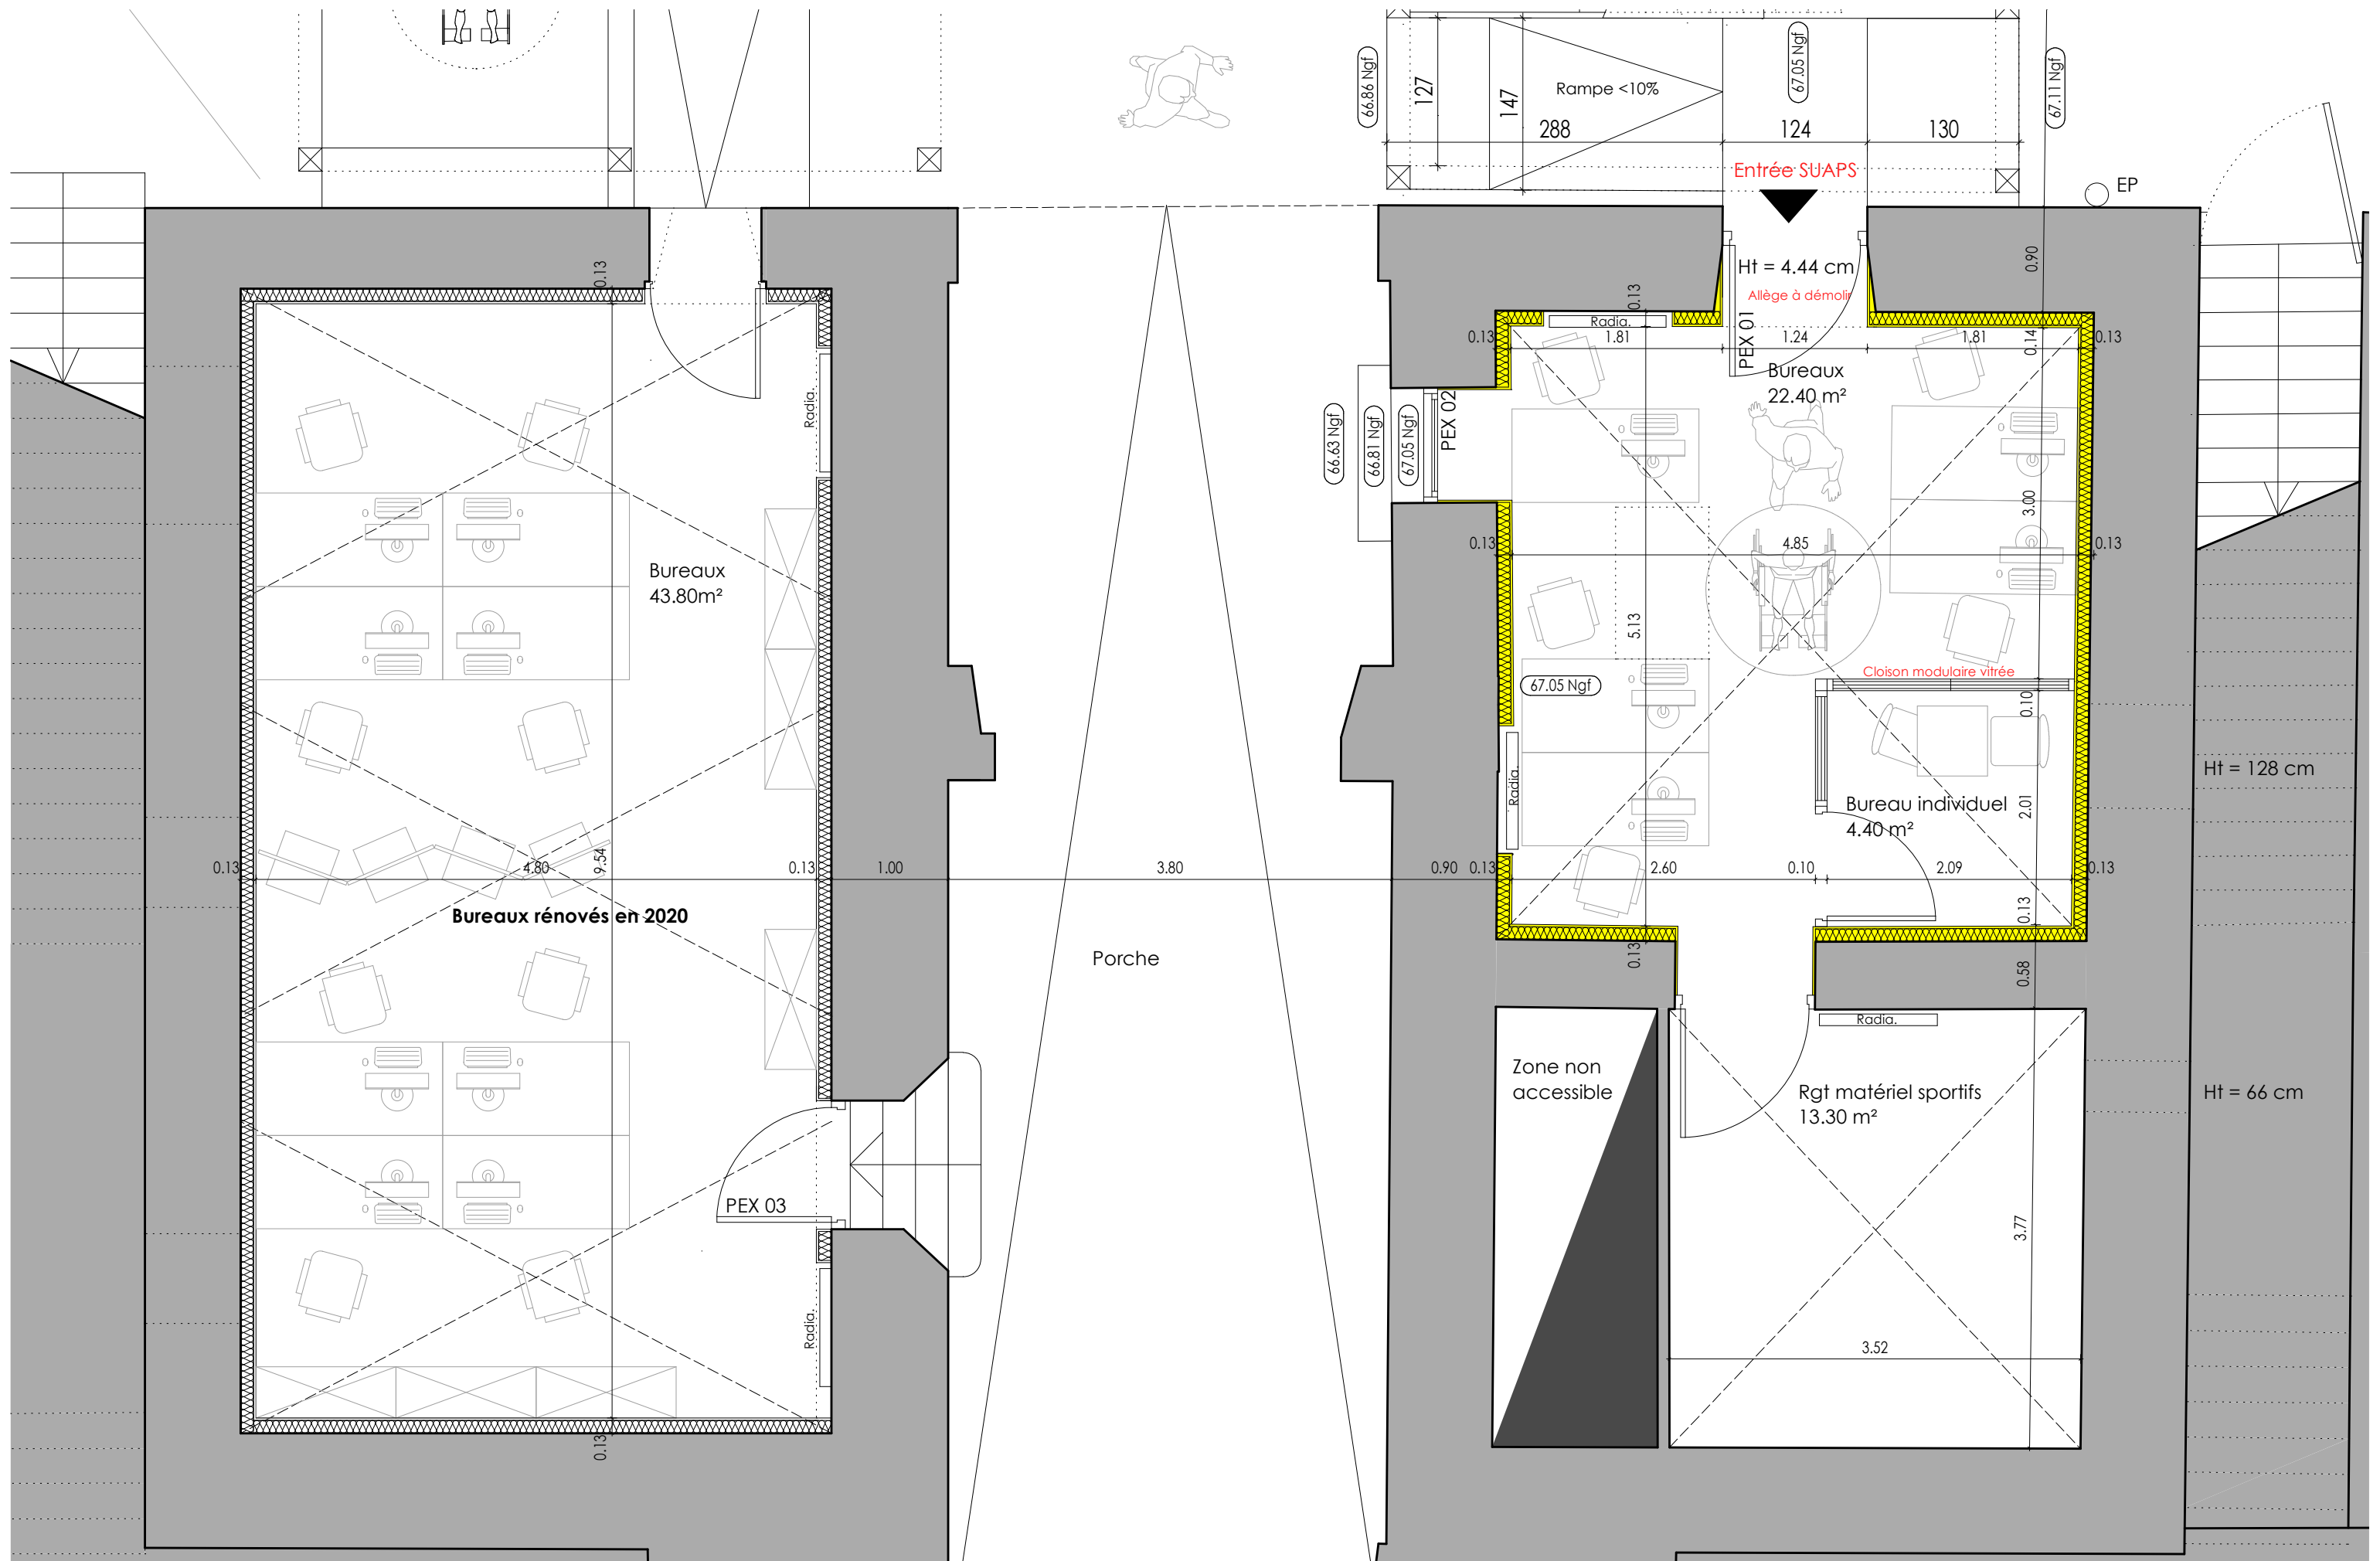 66.86 Ngf
127
147
Rampe <10%
67.05 Ngf
67.11 Ngf
288
124
130
Entrée SUAPS
EP
0.13
Ht = 4.44 cm
Allège à démolir
0.90
0.13
Radia.
0.13
1.81
PEX 01
1.24
1.81
0.14
0.13
Bureaux
22.40 m²
Radia.
66.63 Ngf
66.81 Ngf
67.05 Ngf
PEX 02
3.00
0.13
4.85
0.13
Bureaux
43.80m²
5.13
Cloison modulaire vitrée
67.05 Ngf
0.10
Radia.
Ht = 128 cm
Bureau individuel
4.40 m²
2.01
0.13
4.80
9.54
0.13
1.00
3.80
0.90
0.13
2.60
0.10
2.09
0.13
Bureaux rénovés en 2020
0.13
0.13
Porche
0.58
Radia.
Zone non
accessible
Rgt matériel sportifs
13.30 m²
Ht = 66 cm
PEX 03
3.77
Radia.
3.52
0.13